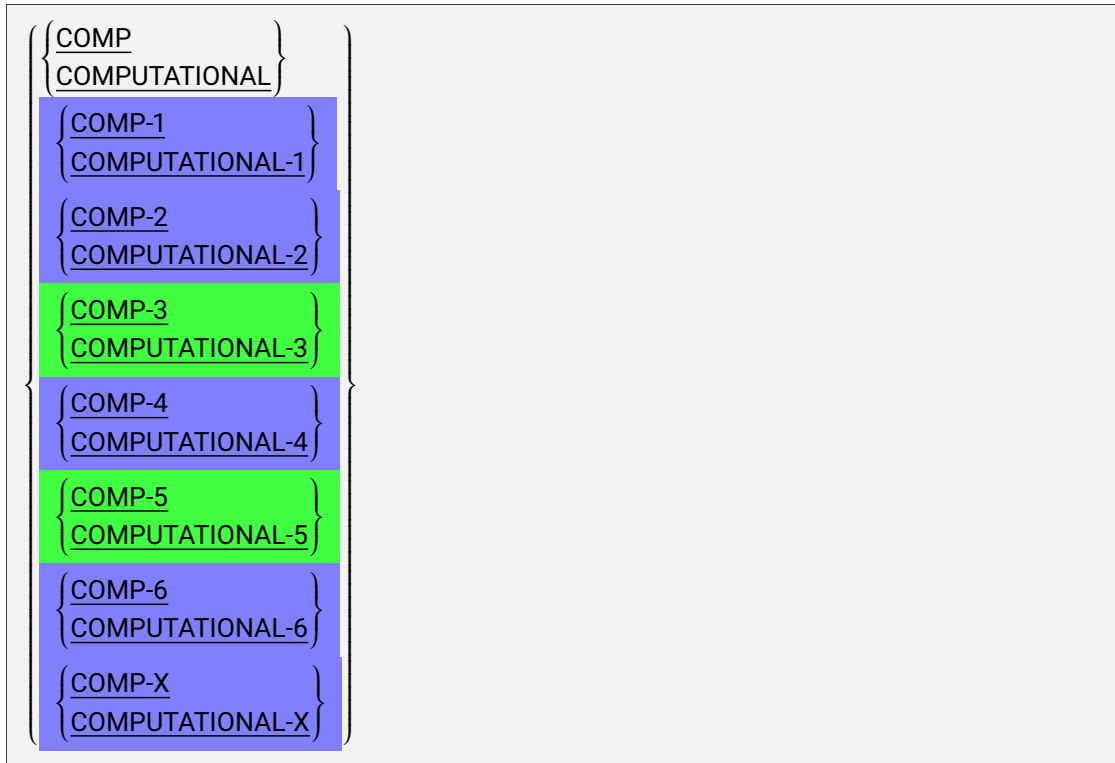 COMP
COMPUTATIONAL
COMP-1
COMPUTATIONAL-1
COMP-2
COMPUTATIONAL-2
COMP-3
COMPUTATIONAL-3
COMP-4
COMPUTATIONAL-4
COMP-5
COMPUTATIONAL-5
COMP-6
COMPUTATIONAL-6
COMP-X
COMPUTATIONAL-X